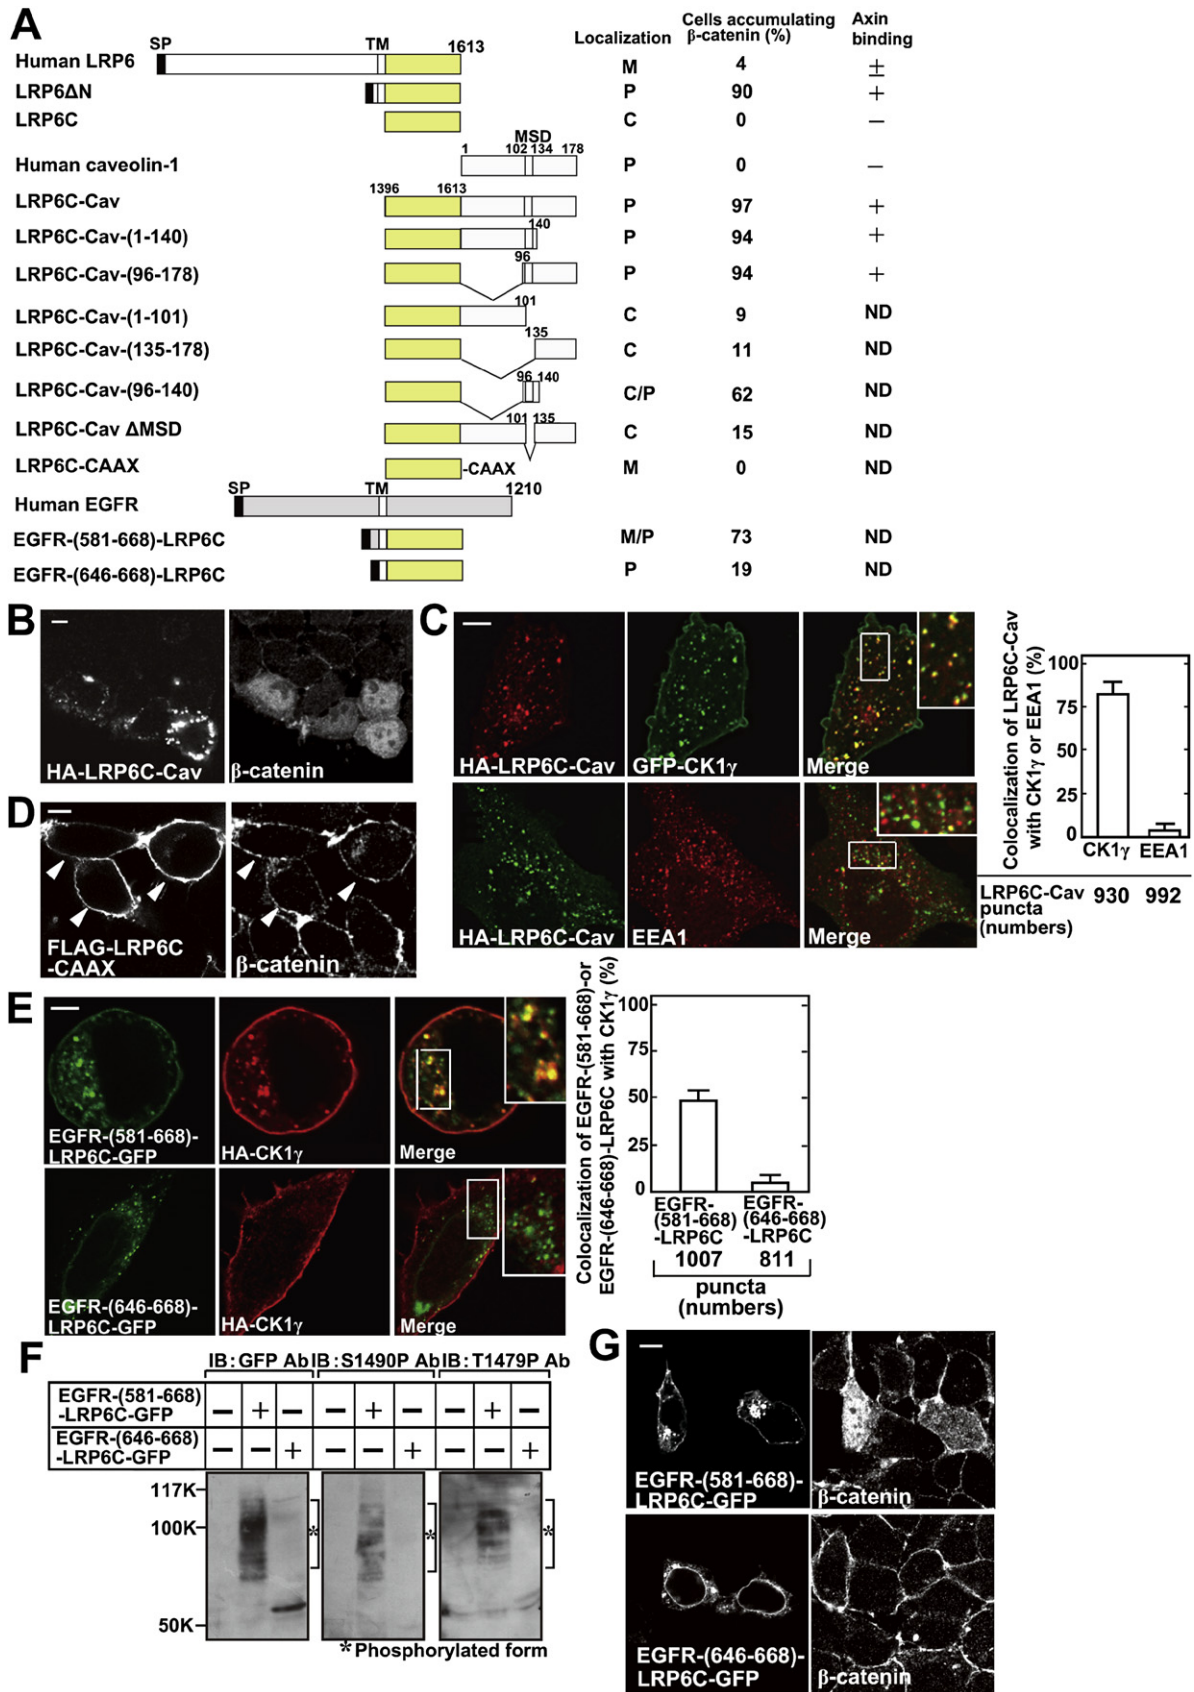 A
Localization
Cells accumulating
β-catenin (%)
Axin
binding
SP TM 1613
Human LRP6 M 4 ±
LRP6ΔN P 90 +
LRP6C C 0 −
MSD
1 102 134 178
Human caveolin-1 P 0 −
1396 1613
LRP6C-Cav P 97 +
140
LRP6C-Cav-(1-140) P 94 +
96
LRP6C-Cav-(96-178) P 94 +
101
LRP6C-Cav-(1-101) C 9 ND
135
LRP6C-Cav-(135-178) C 11 ND
96 140
LRP6C-Cav-(96-140) C/P 62 ND
101 135
LRP6C-Cav ΔMSD C 15 ND
LRP6C-CAAX -CAAX M 0 ND
SP TM 1210
Human EGFR
EGFR-(581-668)-LRP6C M/P 73 ND
EGFR-(646-668)-LRP6C P 19 ND
B
HA-LRP6C-Cav
β-catenin
C
HA-LRP6C-Cav
GFP-CK1γ
Merge
HA-LRP6C-Cav
EEA1
Merge
Colocalization of LRP6C-Cav
with CK1γ or EEA1 (%)
100
75
50
25
0
CK1γ EEA1
LRP6C-Cav 930 992
puncta
(numbers)
D
FLAG-LRP6C
-CAAX
β-catenin
E
EGFR-(581-668)-
LRP6C-GFP
HA-CK1γ
Merge
EGFR-(646-668)-
LRP6C-GFP
HA-CK1γ
Merge
Colocalization of EGFR-(581-668)-or
EGFR-(646-668)-LRP6C with CK1γ (%)
100
75
50
25
0
EGFR-
(581-668)
-LRP6C
EGFR-
(646-668)
-LRP6C
1007 811
puncta
(numbers)
F
IB:GFP Ab IB:S1490P Ab IB:T1479P Ab
EGFR-(581-668)
-LRP6C-GFP
− + − − + − − + −
EGFR-(646-668)
-LRP6C-GFP
− − + − − + − − +
117K
100K
50K
* * *
* Phosphorylated form
G
EGFR-(581-668)-
LRP6C-GFP
β-catenin
EGFR-(646-668)-
LRP6C-GFP
β-catenin